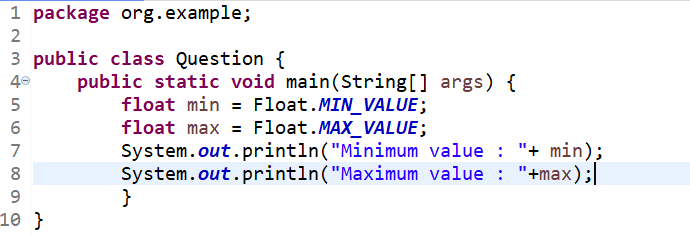 1 package org.example;
2
3 public class Question {
4 public static void main(String[] args) {
5 float min = Float.MIN_VALUE;
6 float max = Float.MAX_VALUE;
7 System.out.println("Minimum value : "+ min);
8 System.out.println("Maximum value : "+max);
9 }
10 }